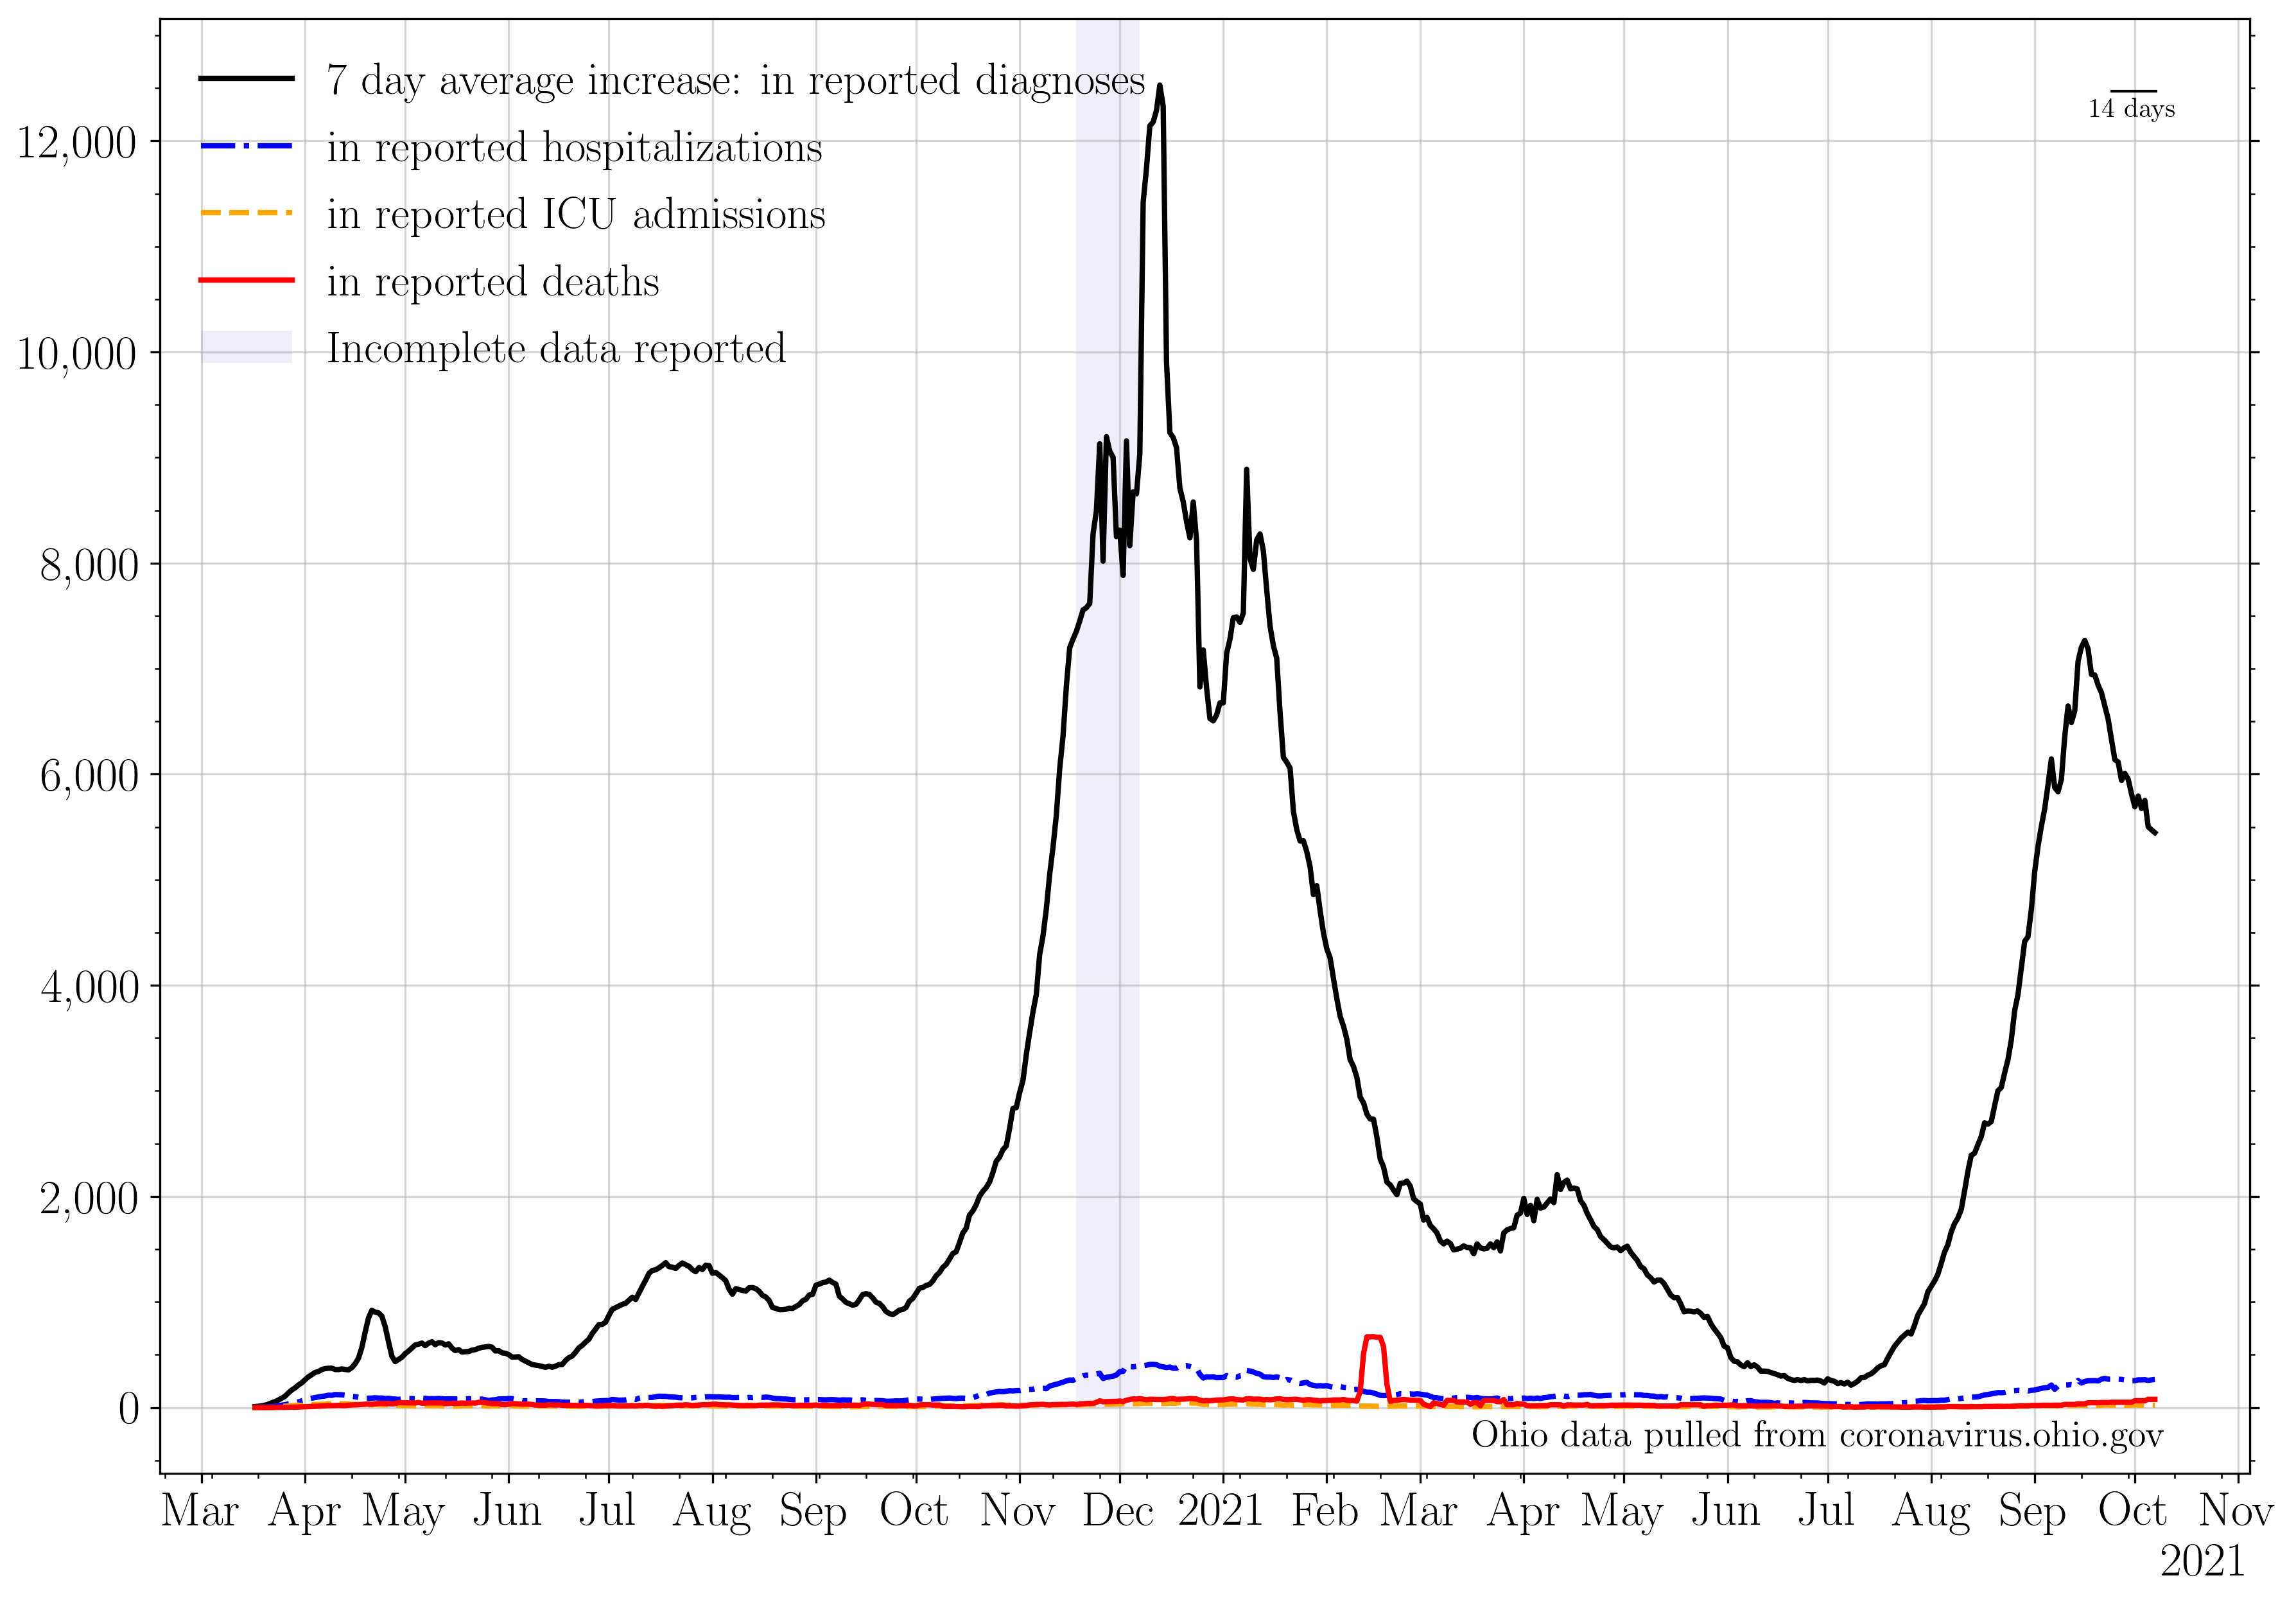 7 day average increase: in reported diagnoses
in reported hospitalizations
in reported ICU admissions
in reported deaths
Incomplete data reported
14 days
12,000
10,000
8,000
6,000
4,000
2,000
0
Ohio data pulled from coronavirus.ohio.gov
Mar Apr May Jun Jul Aug Sep Oct Nov Dec 2021 Feb Mar Apr May Jun Jul Aug Sep Oct Nov
2021